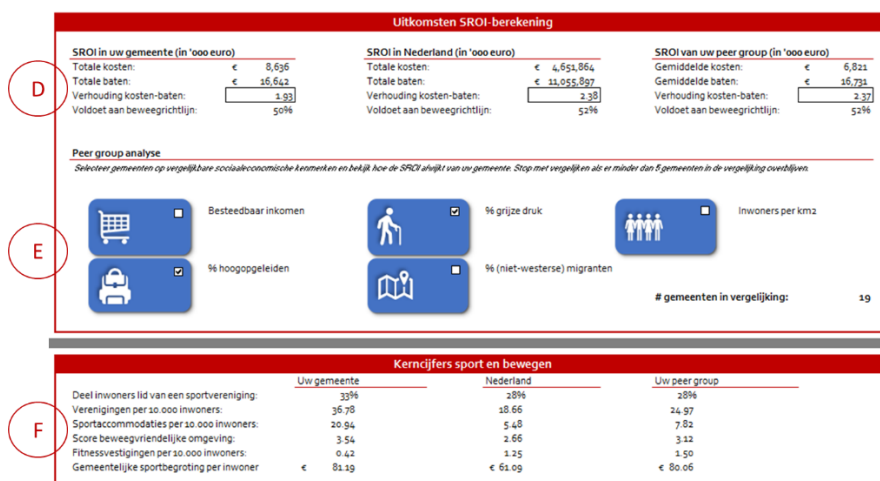 Uitkomsten SROI-berekening
D
SROI in uw gemeente (in '000 euro)
Totale kosten: € 8,636
Totale baten: € 16,642
Verhouding kosten-baten: 1.93
Voldoet aan beweegrichtlijn: 50%
SROI in Nederland (in '000 euro)
Totale kosten: € 4,651,864
Totale baten: € 11,055,897
Verhouding kosten-baten: 2.38
Voldoet aan beweegrichtlijn: 52%
SROI van uw peer group (in '000 euro)
Gemiddelde kosten: € 6,821
Gemiddelde baten: € 16,731
Verhouding kosten-baten: 2.37
Voldoet aan beweegrichtlijn: 52%
Peer group analyse
Selecteer gemeenten op vergelijkbare sociaaleconomische kenmerken en bekijk hoe de SROI afwijkt van uw gemeente. Stop met vergelijken als er minder dan 5 gemeenten in de vergelijking overblijven.
E
Besteedbaar inkomen
% grijze druk
Inwoners per km2
% hoogopgeleiden
% (niet-westerse) migranten
# gemeenten in vergelijking: 19
Kerncijfers sport en bewegen
F
Uw gemeente Nederland Uw peer group
Deel inwoners lid van een sportvereniging: 33% 28% 28%
Verenigingen per 10.000 inwoners: 36.78 18.66 24.97
Sportaccommodaties per 10.000 inwoners: 20.94 5.48 7.82
Score beweegvriendelijke omgeving: 3.54 2.66 3.12
Fitnessvestigingen per 10.000 inwoners: 0.42 1.25 1.50
Gemeentelijke sportbegroting per inwoner € 81.19 € 61.09 € 80.06